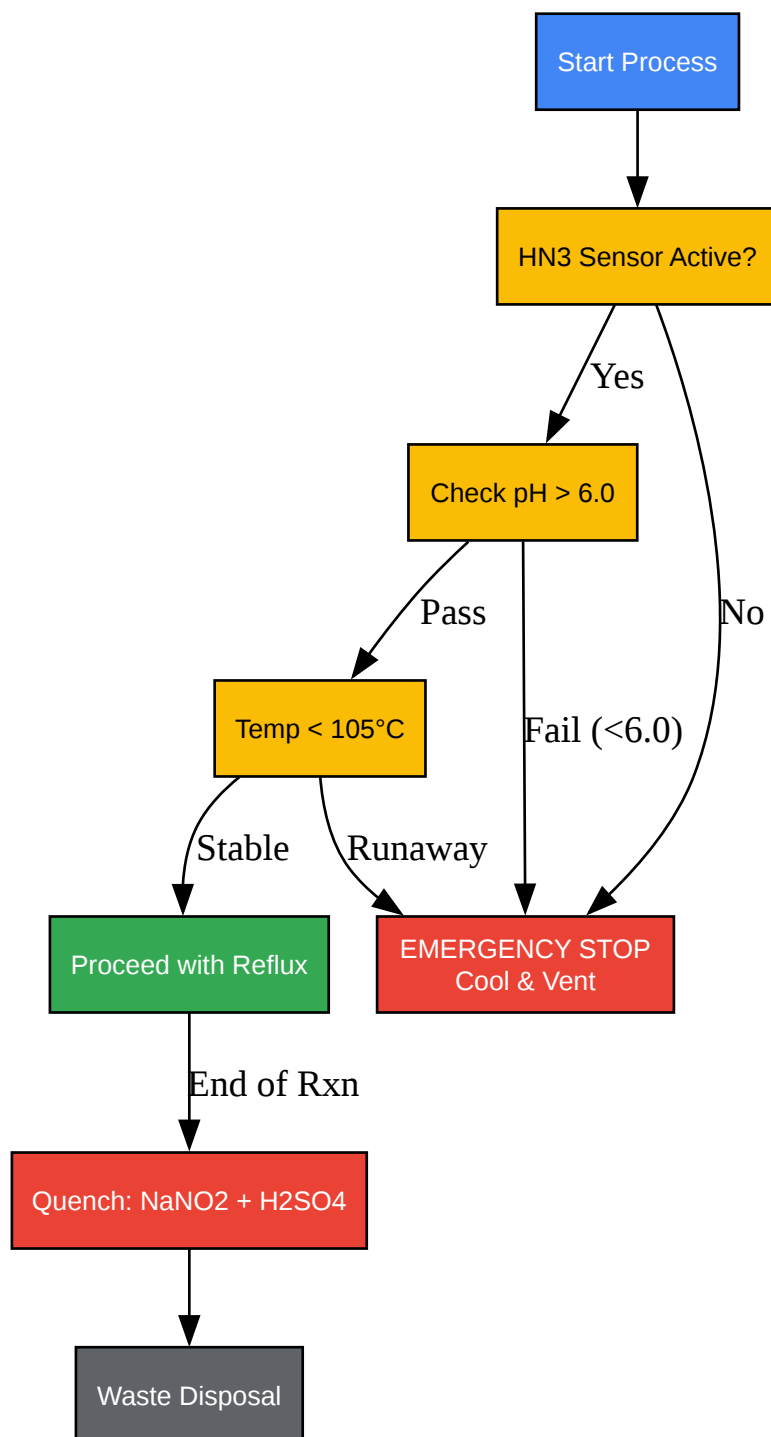 Start Process
HN3 Sensor Active?
Yes
Check pH > 6.0
Pass
No
Temp < 105°C
Fail (<6.0)
Stable
Runaway
Proceed with Reflux
EMERGENCY STOP
Cool & Vent
End of Rxn
Quench: NaNO2 + H2SO4
Waste Disposal